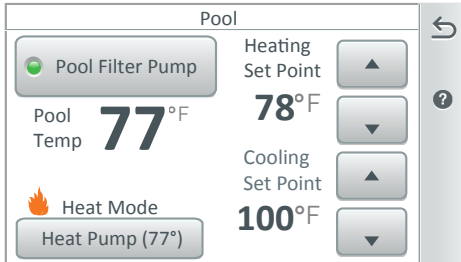 Pool
Pool Filter Pump
Pool
Temp
77°F
Heat Mode
Heat Pump (77°)
Heating
Set Point
78°F
Cooling
Set Point
100°F
?